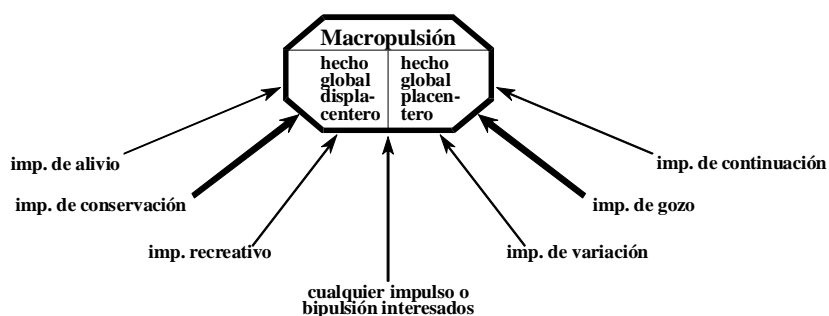 Macropulsión
hecho
global
displa-
centero
hecho
global
placen-
tero
imp. de alivio
imp. de continuación
imp. de conservación
imp. de gozo
imp. recreativo
imp. de variación
cualquier impulso o
bipulsión interesados